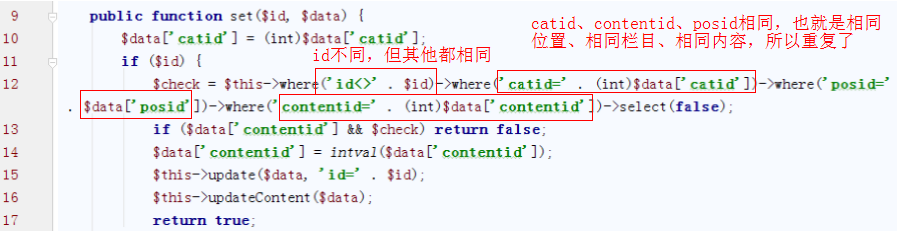 9 public function set($id, $data) {
catid、contentid、posid相同，也就是相同
位置、相同栏目、相同内容，所以重复了
10 $data['catid'] = (int)$data['catid'];
id不同，但其他都相同
11 if ($id) {
12 $check = $this->where('id<>' . $id)->where('catid=' . (int)$data['catid'])->where('posid='
. $data['posid'])->where('contentid=' . (int)$data['contentid'])->select(false);
13 if ($data['contentid'] && $check) return false;
14 $data['contentid'] = intval($data['contentid']);
15 $this->update($data, 'id=' . $id);
16 $this->updateContent($data);
17 return true;